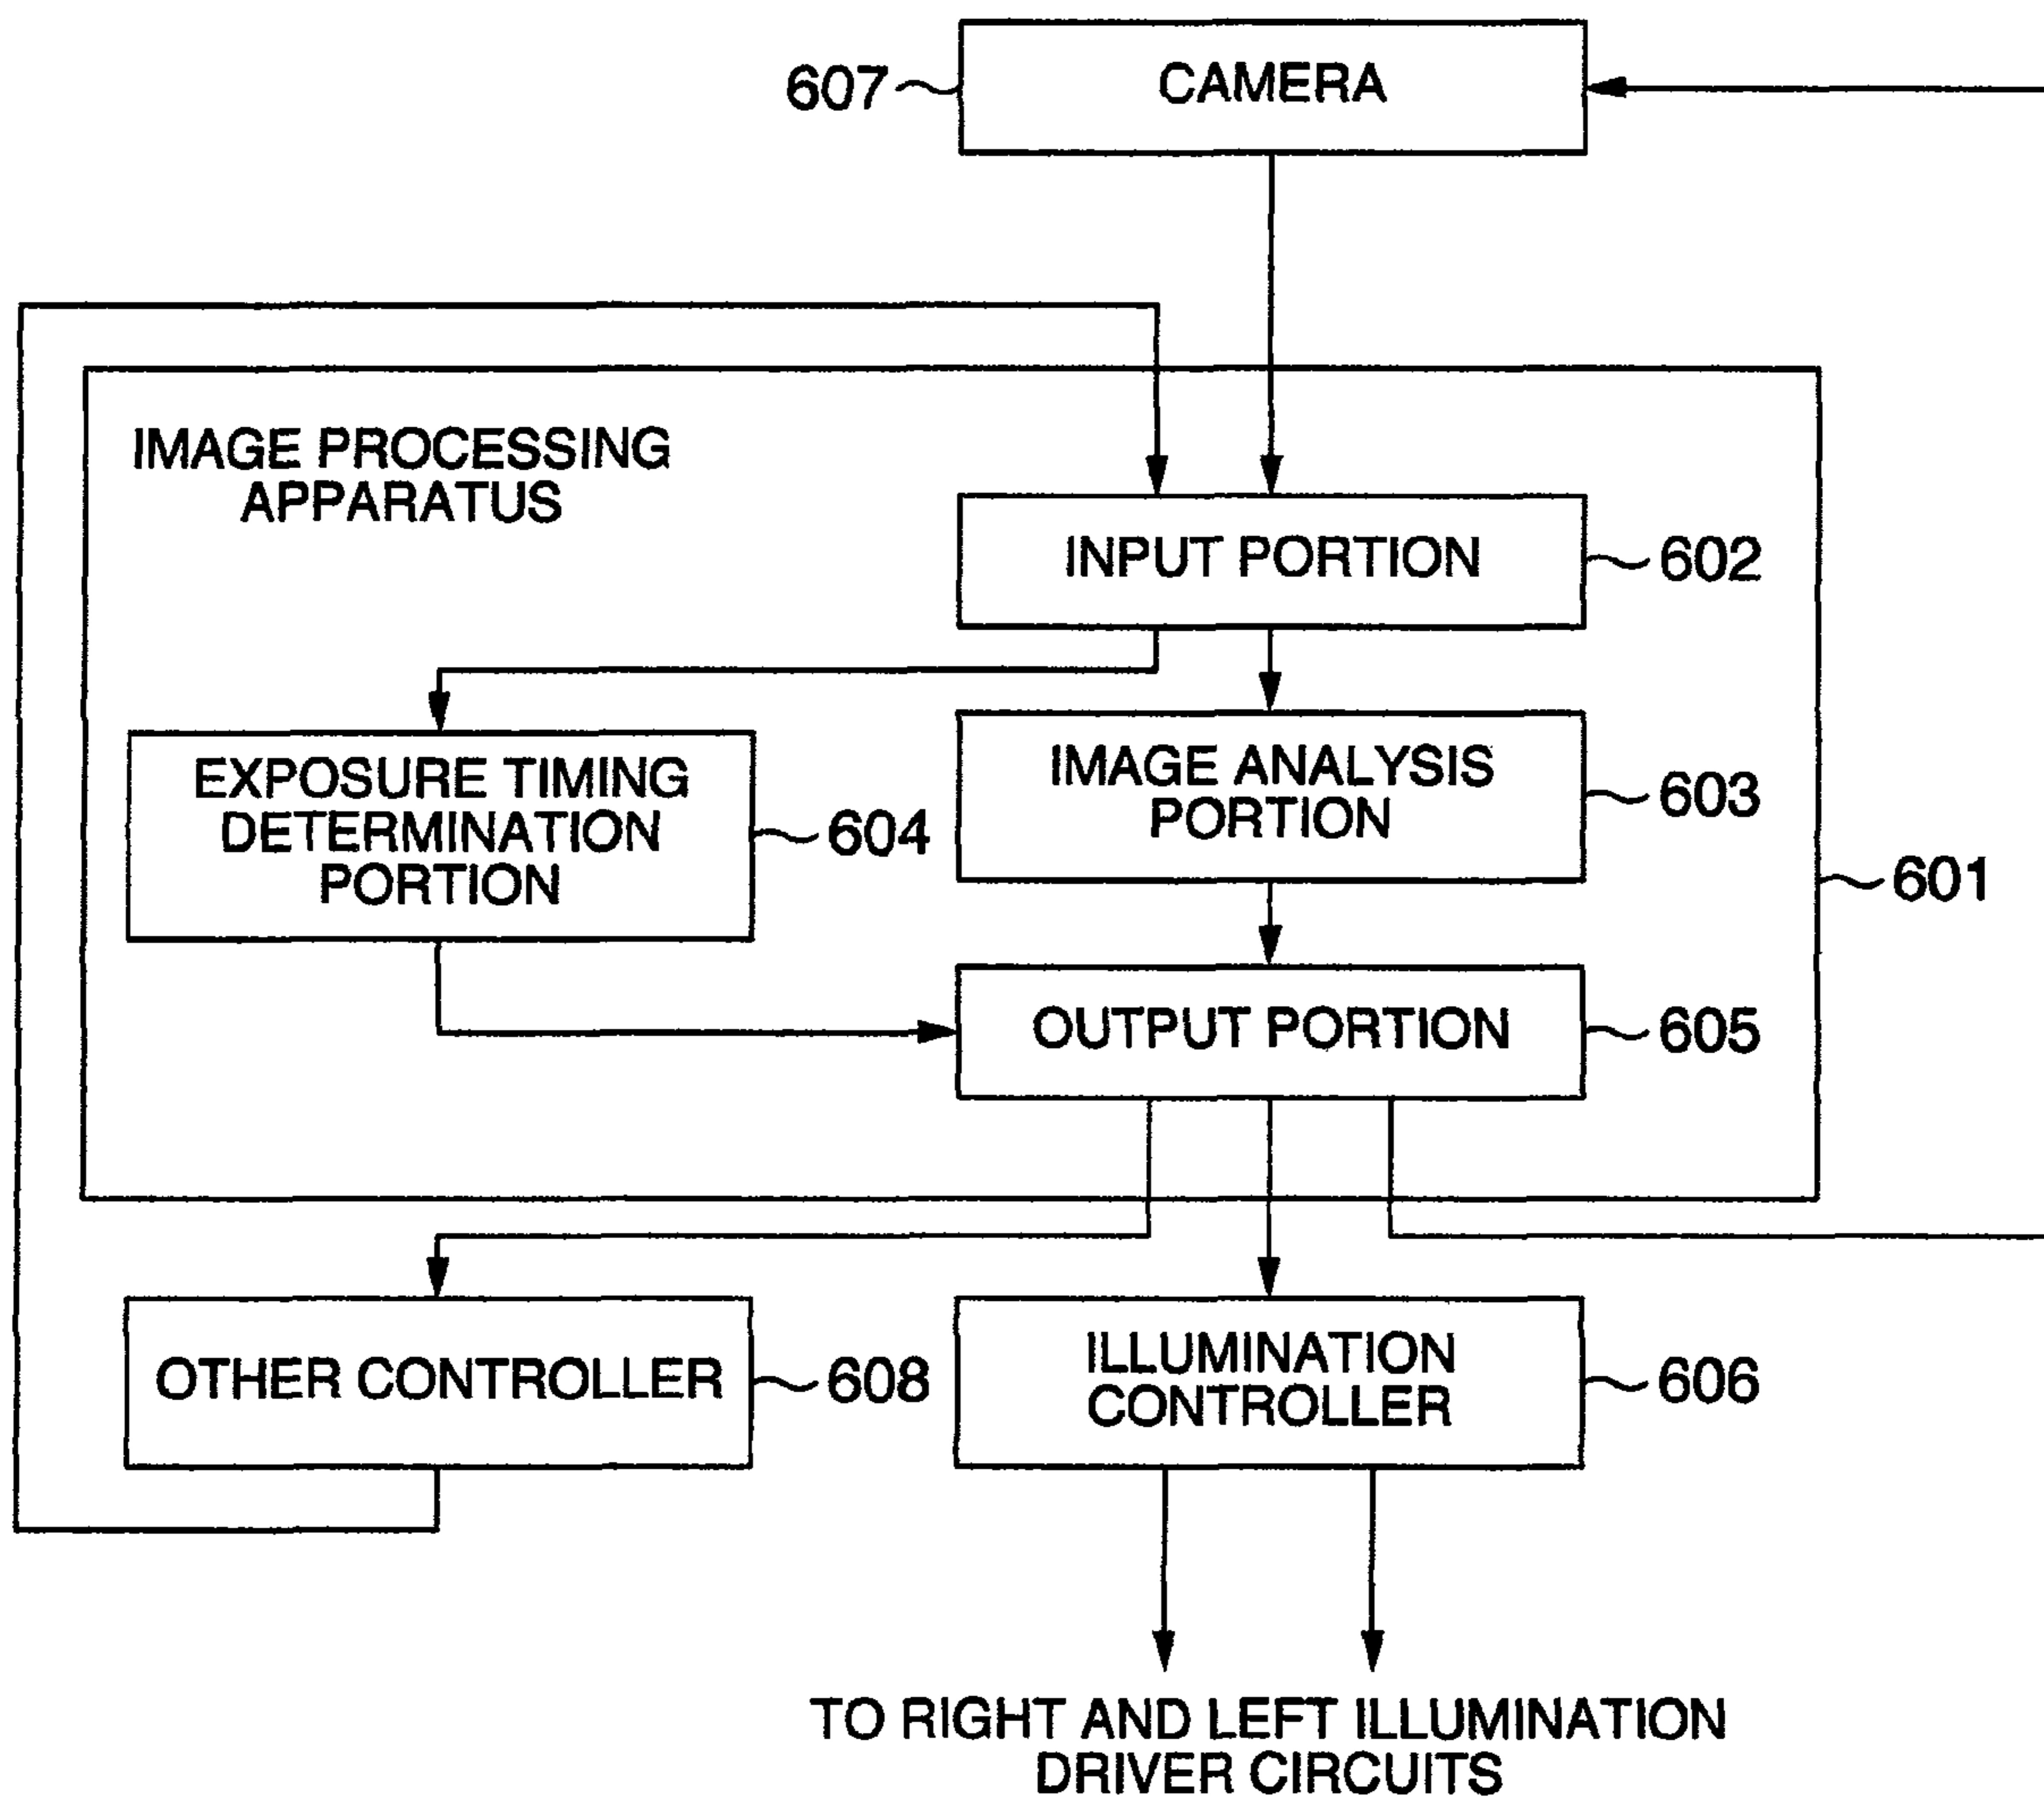 607
CAMERA
IMAGE PROCESSING
APPARATUS
INPUT PORTION
602
EXPOSURE TIMING
DETERMINATION
PORTION
604
IMAGE ANALYSIS
PORTION
603
601
OUTPUT PORTION
605
OTHER CONTROLLER
608
ILLUMINATION
CONTROLLER
606
TO RIGHT AND LEFT ILLUMINATION
DRIVER CIRCUITS